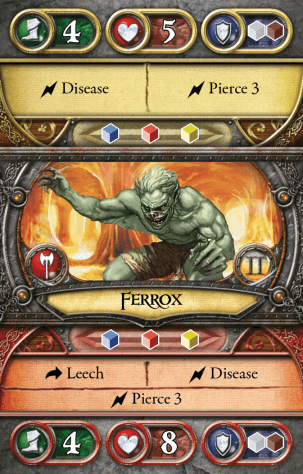 4 5
Disease Pierce 3
II
FERROX
Leech Disease
Pierce 3
4 8